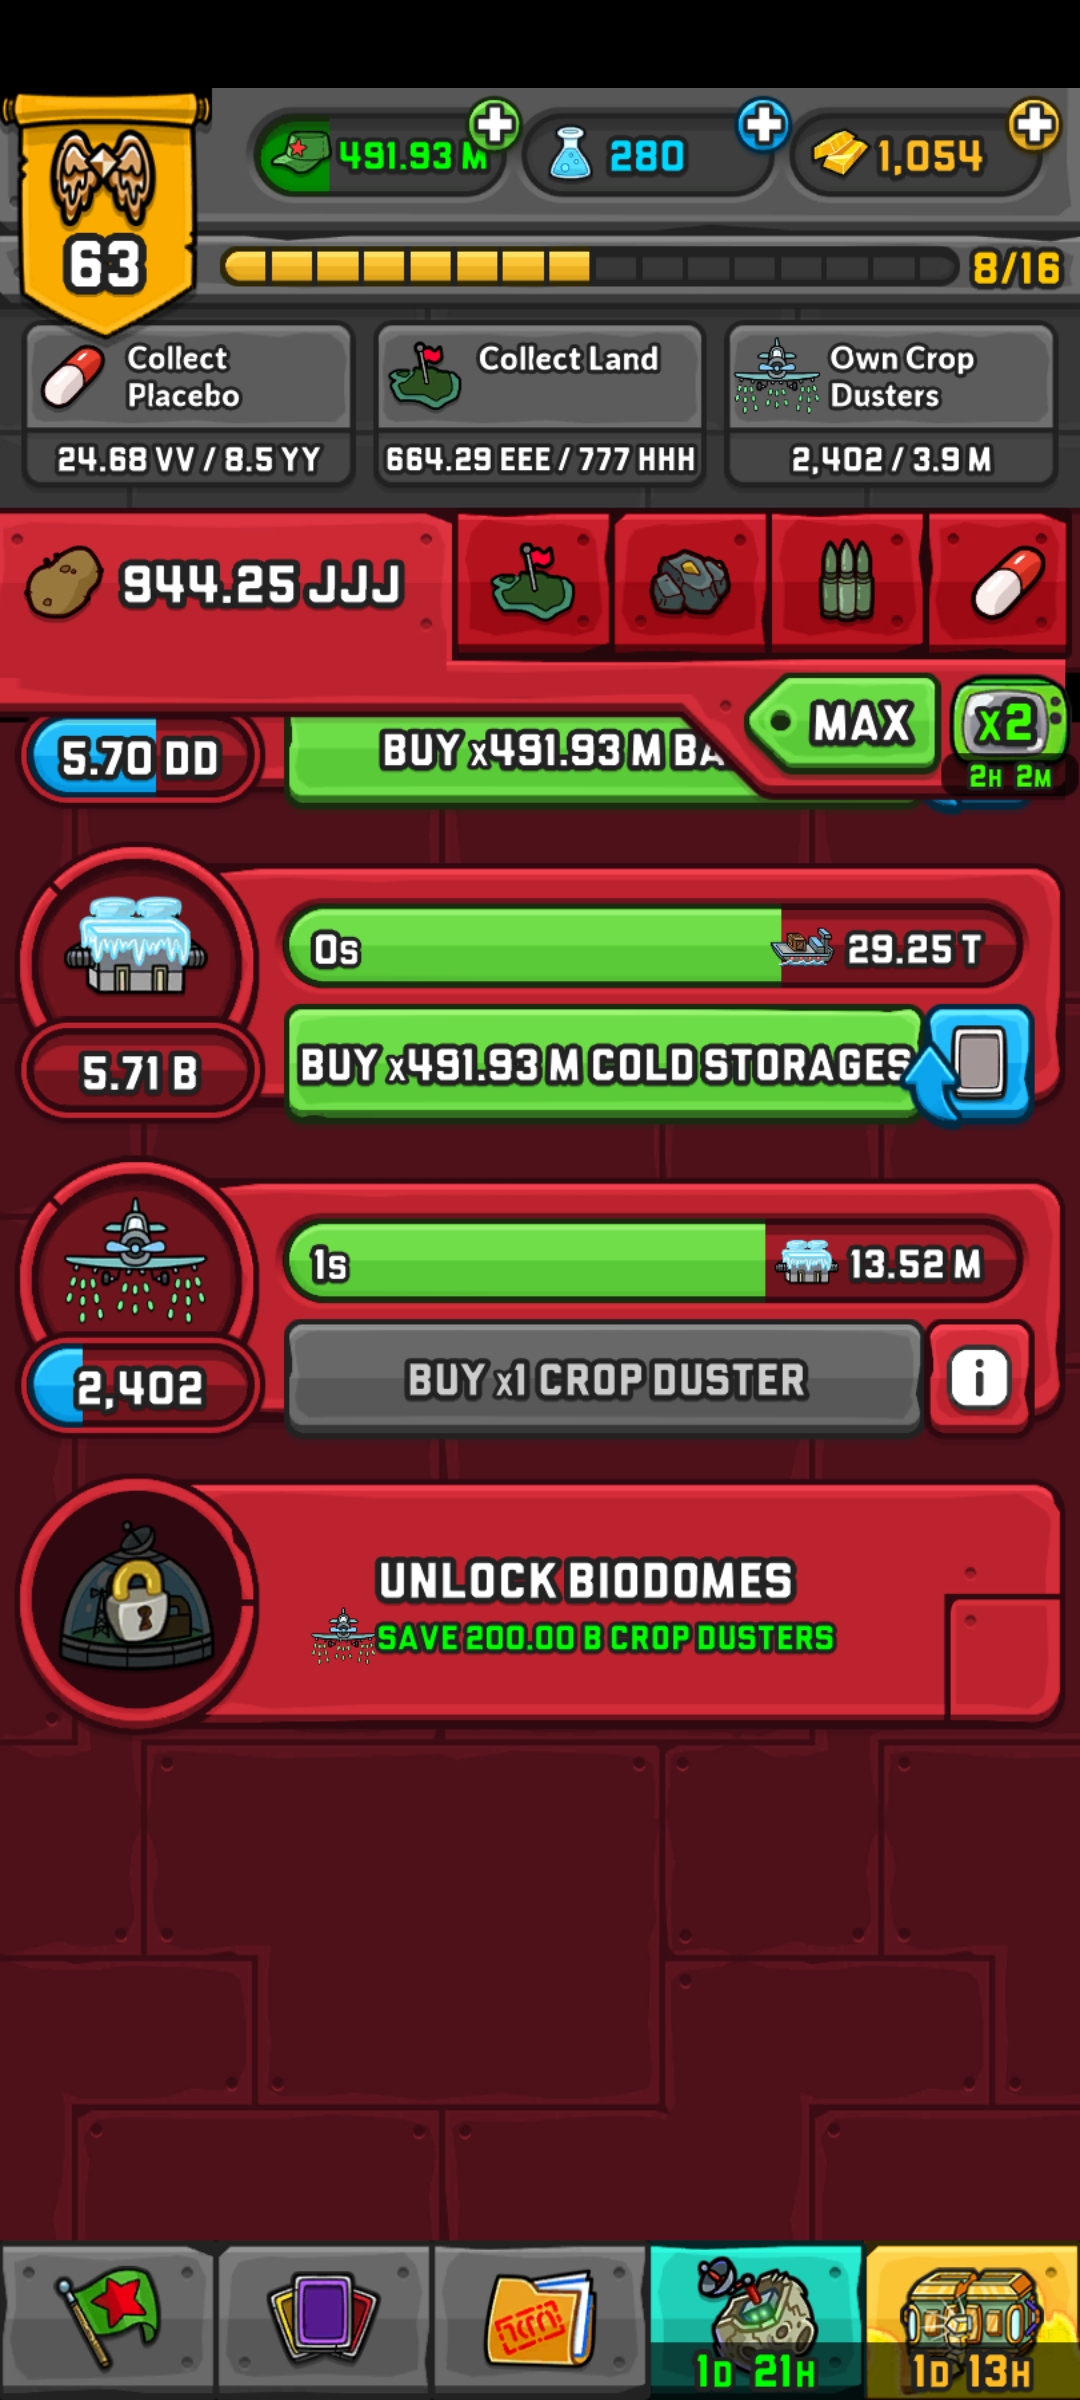 491.93 M
280
1,054
63
8/16
Collect
Placebo
Collect Land
Own Crop
Dusters
24.68 VV / 8.5 YY
664.29 EEE / 777 HHH
2,402 / 3.9 M
944.25 JJJ
MAX
x2
2H 2M
5.70 DD
BUY x491.93 M BA
0s
29.25 T
5.71 B
BUY x491.93 M COLD STORAGES
1s
13.52 M
2,402
BUY x1 CROP DUSTER
i
UNLOCK BIODOMES
SAVE 200.00 B CROP DUSTERS
1D 21H
1D 13H